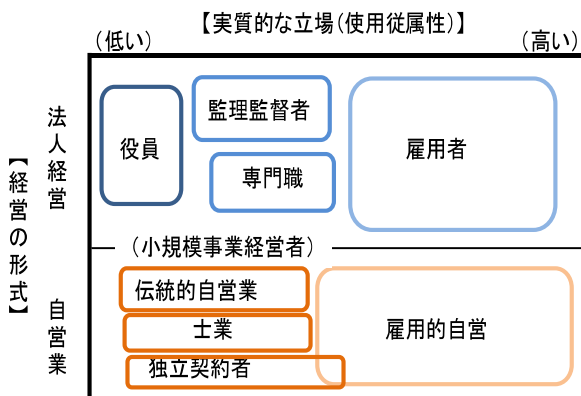 【実質的な立場(使用従属性)】
(低い)
(高い)
【経営の形式】
法人経営
役員
監理監督者
専門職
雇用者
(小規模事業経営者)
自営業
伝統的自営業
士業
独立契約者
雇用的自営